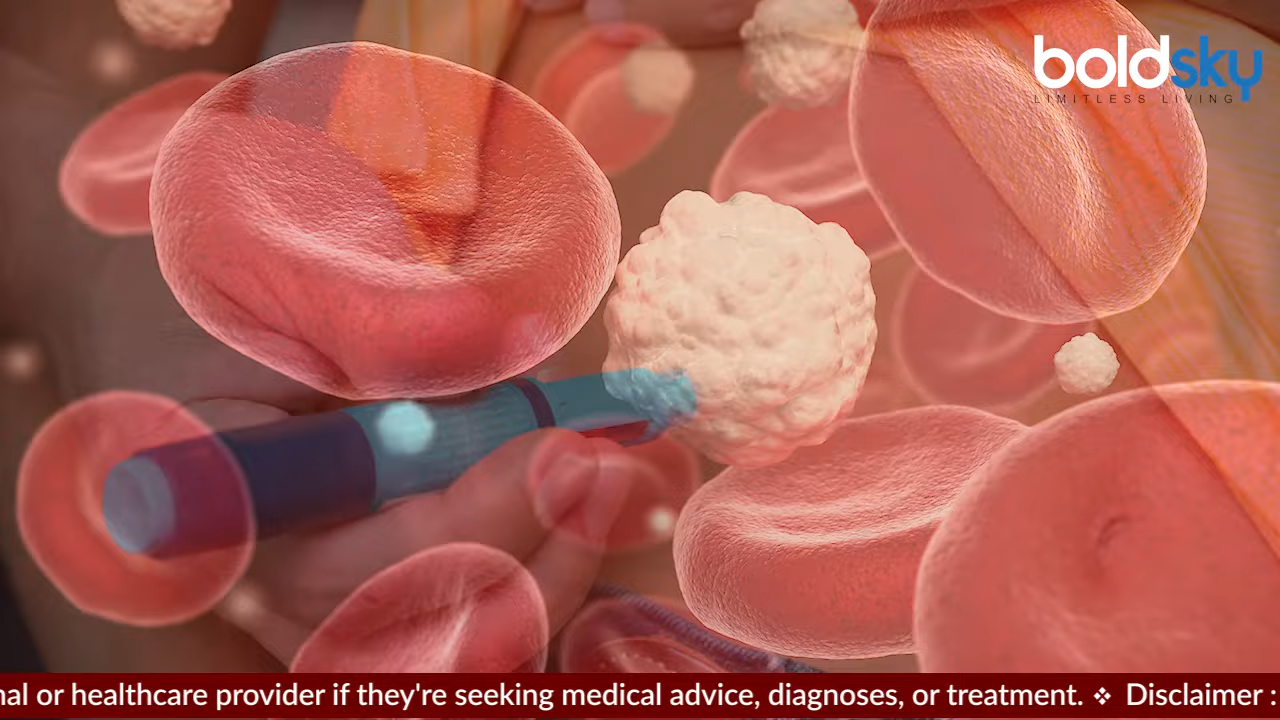 boldsky
LIMITLESS LIVING
nal or healthcare provider if they're seeking medical advice, diagnoses, or treatment. ❖ Disclaimer :